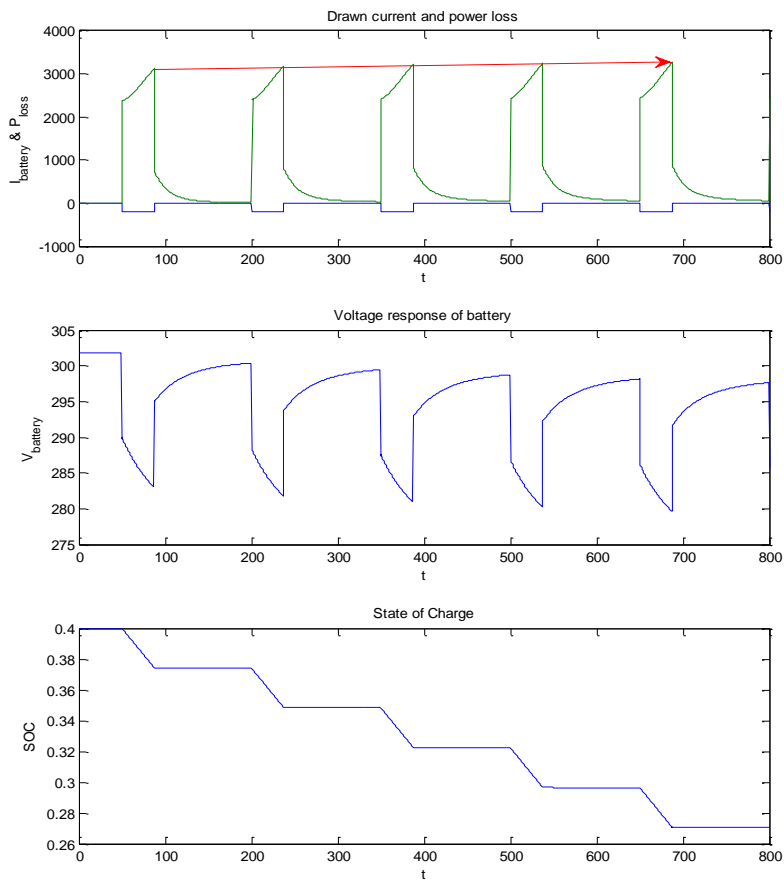 Drawn current and power loss
4000
3000
2000
1000
0
-1000
I_battery & P_loss
0 100 200 300 400 500 600 700 800
t
Voltage response of battery
305
300
295
290
285
280
275
V_battery
0 100 200 300 400 500 600 700 800
t
State of Charge
0.4
0.38
0.36
0.34
0.32
0.3
0.28
0.26
SOC
0 100 200 300 400 500 600 700 800
t